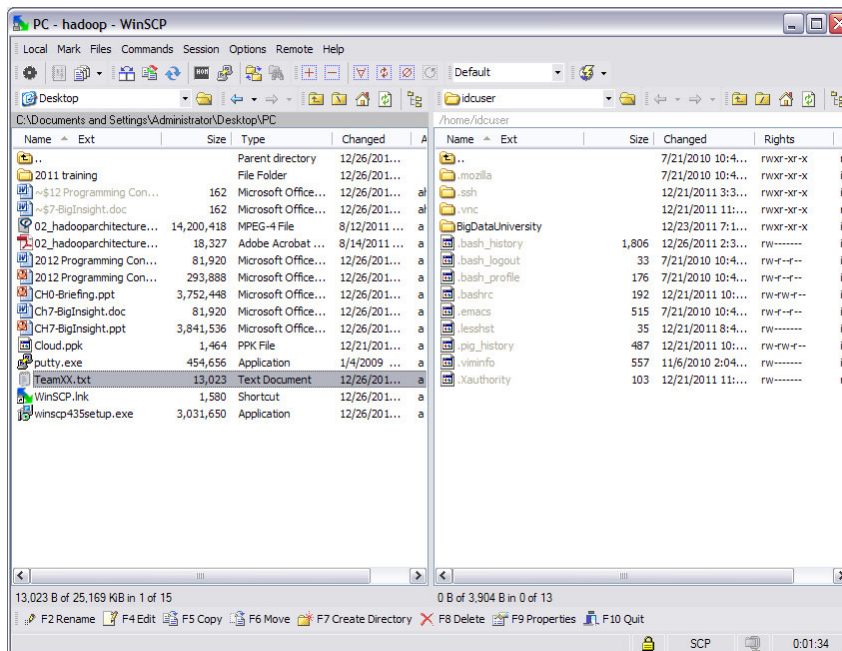 PC - hadoop - WinSCP
Local Mark Files Commands Session Options Remote Help
Default
Desktop
idcuser
C:\Documents and Settings\Administrator\Desktop\PC
/home/idcuser
Name Ext Size Type Changed A
Name Ext Size Changed Rights
.. Parent directory 12/26/201...
.. 7/21/2010 10:4... rwxr-xr-x
2011 training File Folder 12/26/201...
.mozilla 7/21/2010 10:4... rwxr-xr-x
~$12 Programming Con... 162 Microsoft Office... 12/26/201...
.ssh 12/21/2011 3:3... rwxr-xr-x
~$7-BigInsight.doc 162 Microsoft Office... 12/26/201...
.vnc 12/21/2011 11:... rwxr-xr-x
02_hadooparchitecture... 14,200,418 MPEG-4 File 8/12/2011 ... a
BigDataUniversity 12/23/2011 7:1... rwxr-xr-x
02_hadooparchitecture... 18,327 Adobe Acrobat ... 8/14/2011 ... a
.bash_history 1,806 12/26/2011 2:3... rw-------
2012 Programming Con... 81,920 Microsoft Office... 12/26/201... a
.bash_logout 33 7/21/2010 10:4... rw-r--r--
2012 Programming Con... 293,888 Microsoft Office... 12/26/201... a
.bash_profile 176 7/21/2010 10:4... rw-r--r--
CH0-Briefing.ppt 3,752,448 Microsoft Office... 12/26/201... a
.bashrc 192 12/21/2011 10:... rw-rw-r--
Ch7-BigInsight.doc 81,920 Microsoft Office... 12/26/201... a
.emacs 515 7/21/2010 10:4... rw-r--r--
CH7-BigInsight.ppt 3,841,536 Microsoft Office... 12/26/201... a
.lesshst 35 12/21/2011 8:4... rw-------
Cloud.ppk 1,464 PPK File 12/21/201... a
.pig_history 487 12/21/2011 10:... rw-rw-r--
putty.exe 454,656 Application 1/4/2009 ... a
.viminfo 557 11/6/2010 2:04... rw-------
TeamXX.txt 13,023 Text Document 12/26/201... a
.Xauthority 103 12/21/2011 11:... rw-------
WinSCP.lnk 1,580 Shortcut 12/26/201... a
winscp435setup.exe 3,031,650 Application 12/26/201... a
13,023 B of 25,169 KiB in 1 of 15
0 B of 3,904 B in 0 of 13
F2 Rename F4 Edit F5 Copy F6 Move F7 Create Directory F8 Delete F9 Properties F10 Quit
SCP 0:01:34